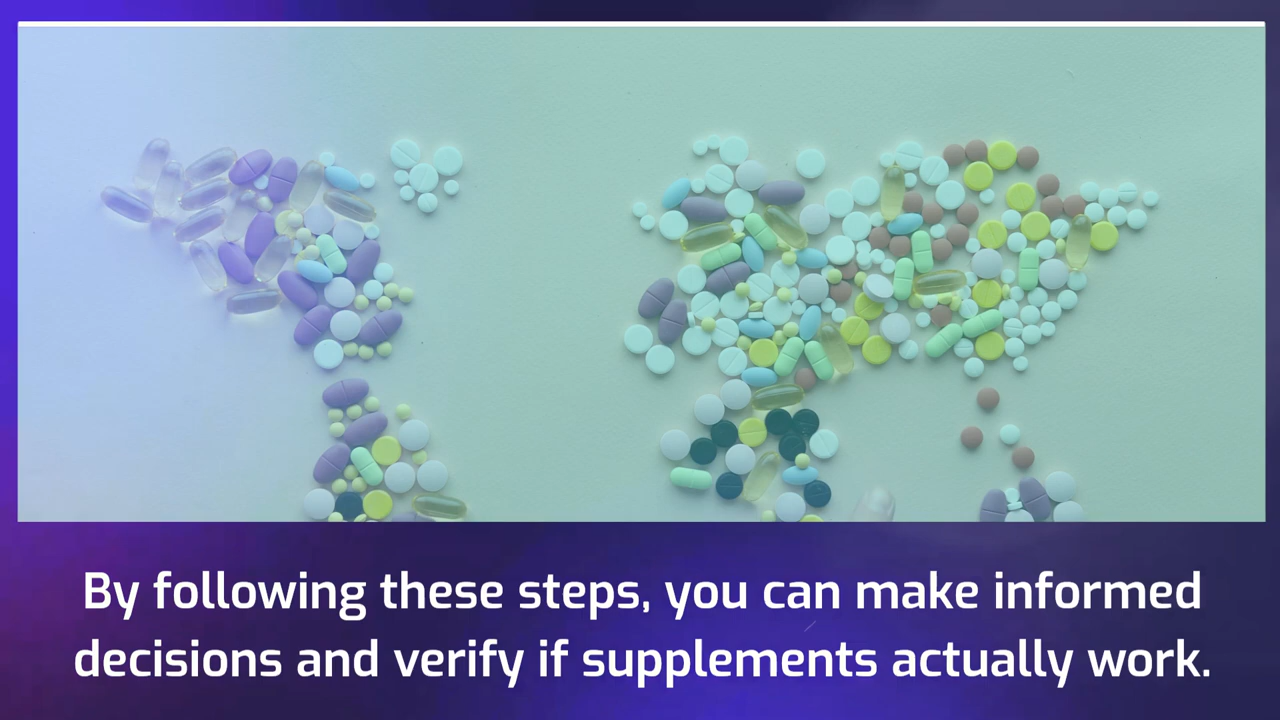 By following these steps, you can make informed
decisions and verify if supplements actually work.